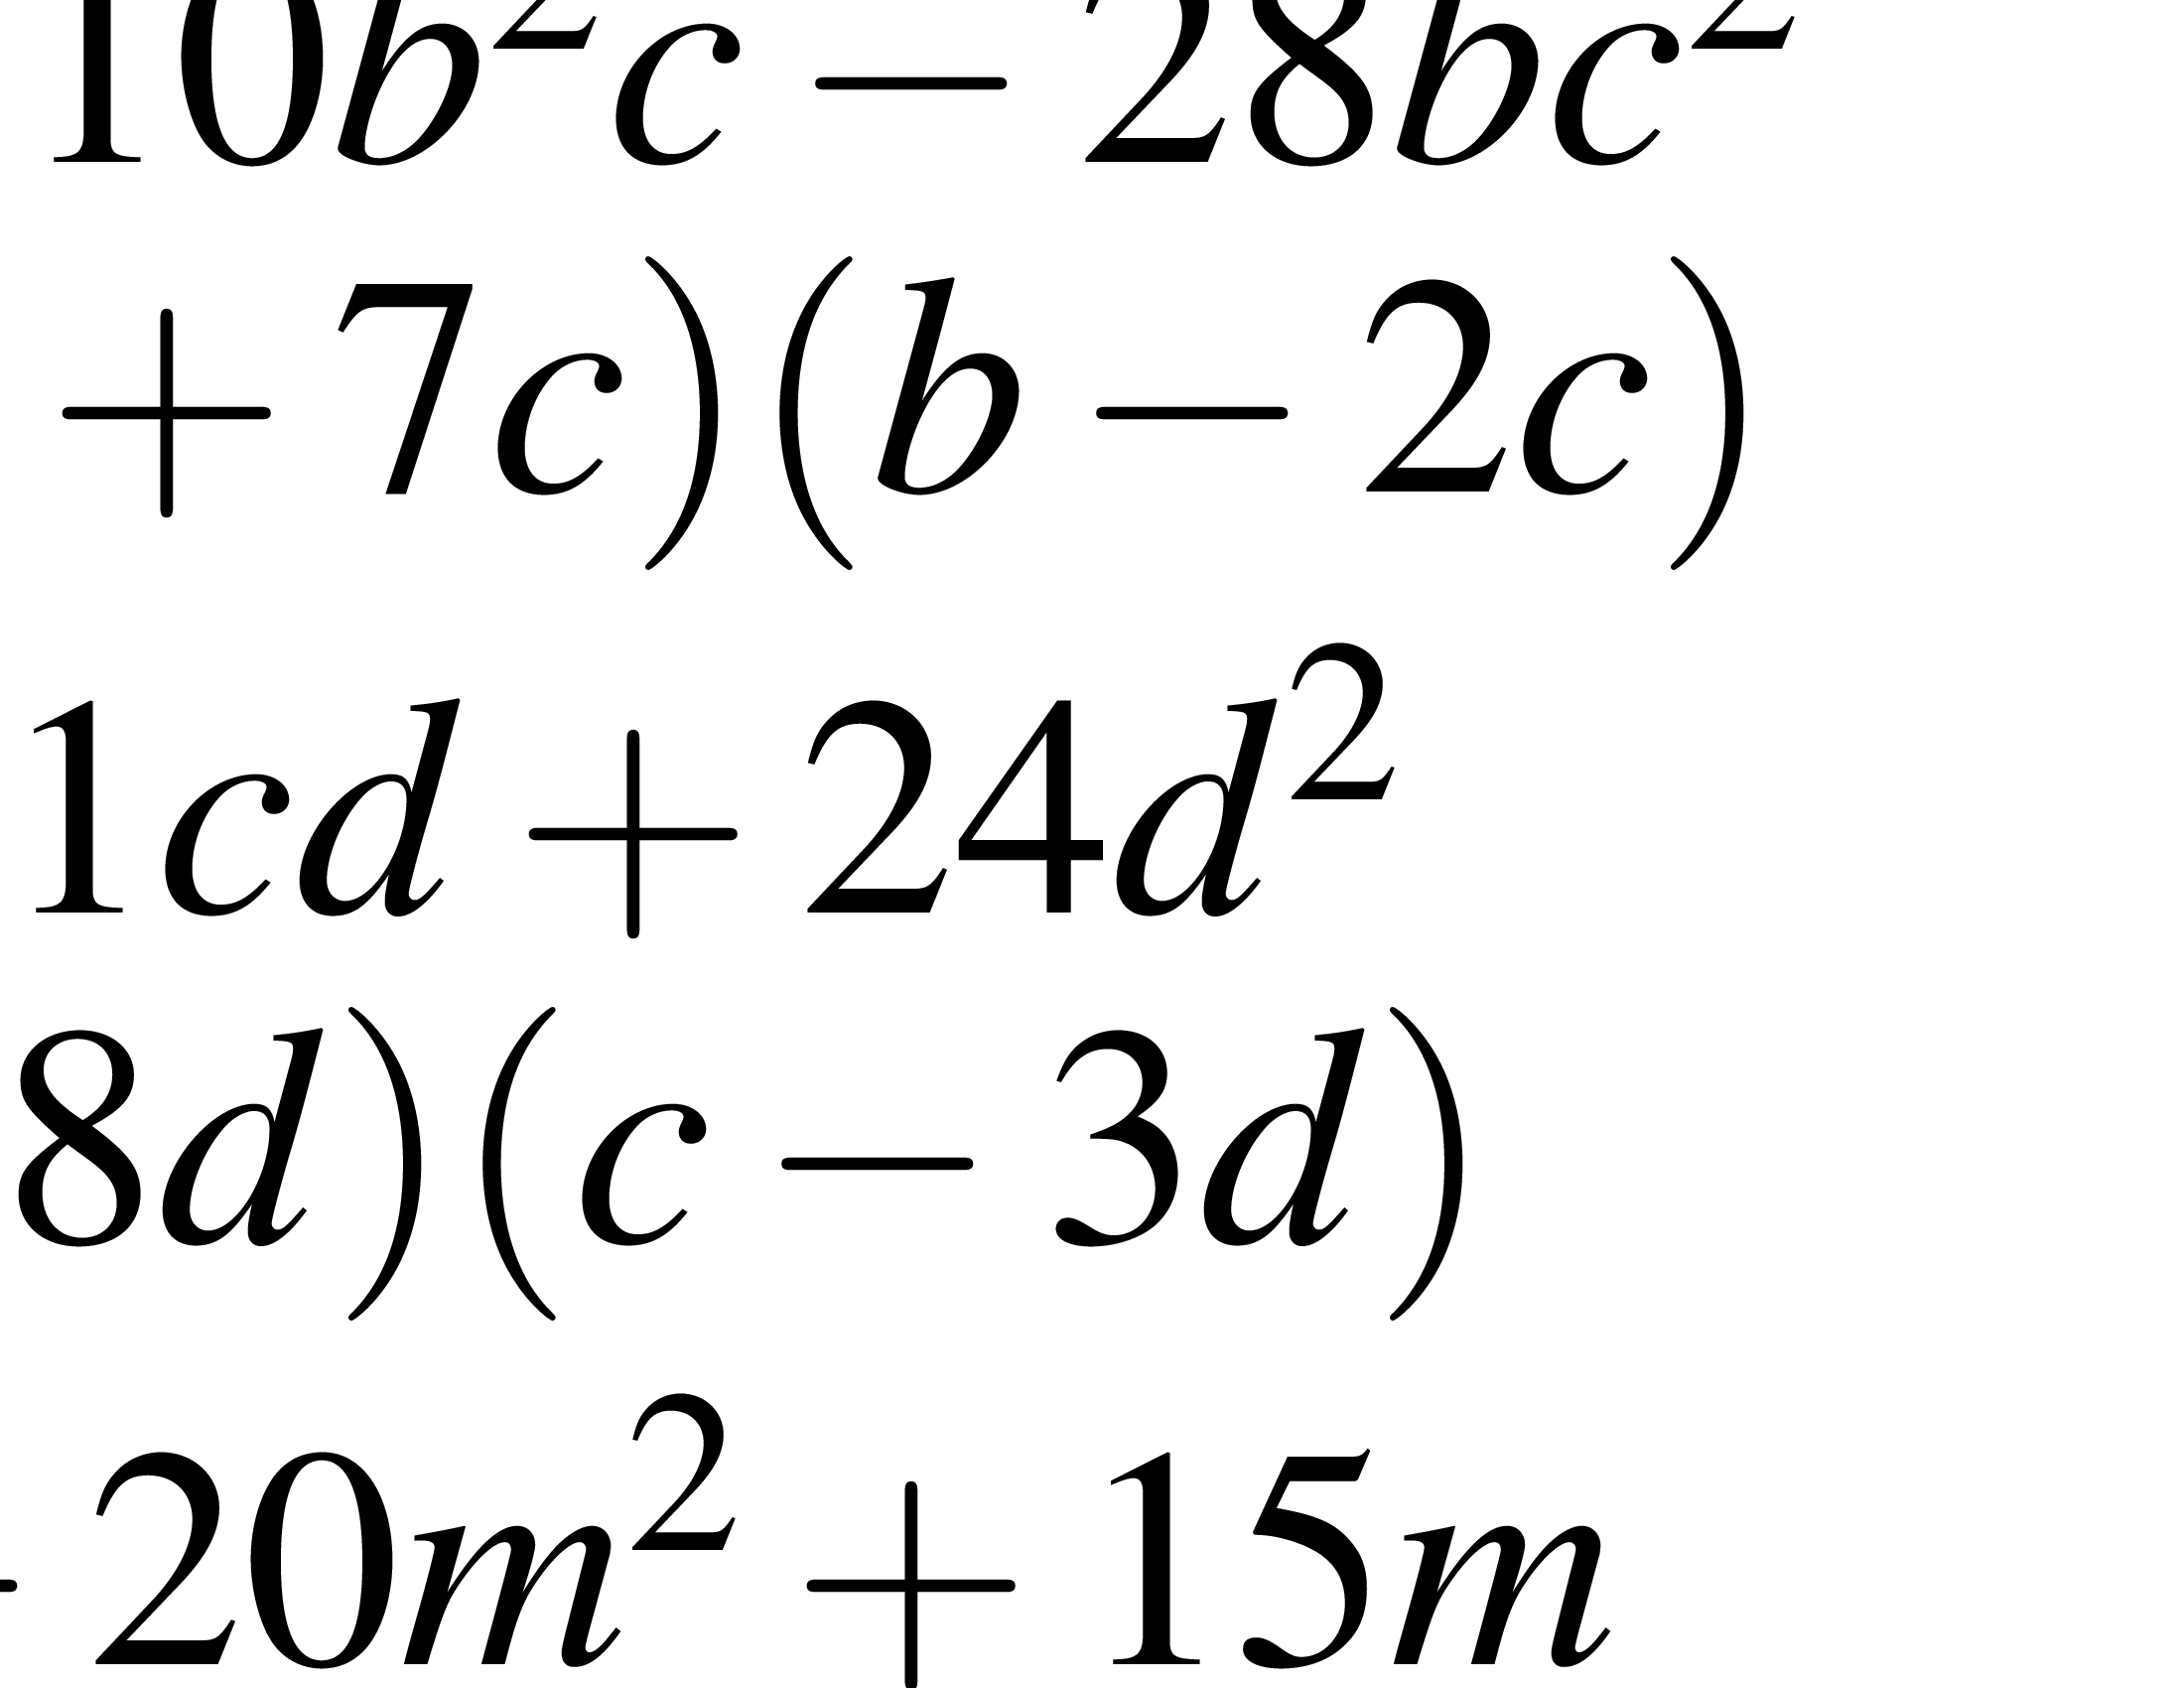 10b²c − 28bc²
+ 7c)(b − 2c)
1cd + 24d²
8d)(c − 3d)
20m² + 15m